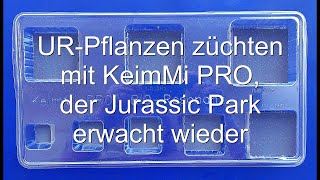 UR-Pflanzen züchten
mit KeimMi PRO,
der Jurassic Park
erwacht wieder